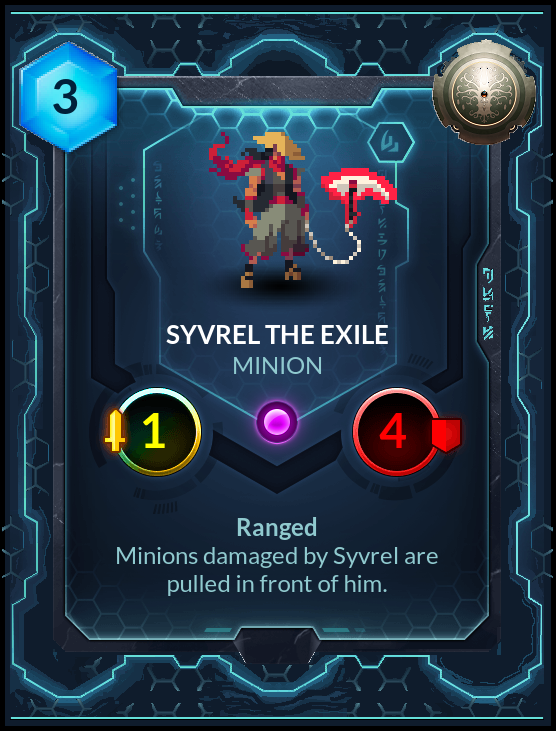 3
SYVREL THE EXILE
MINION
1
4
Ranged
Minions damaged by Syvrel are
pulled in front of him.